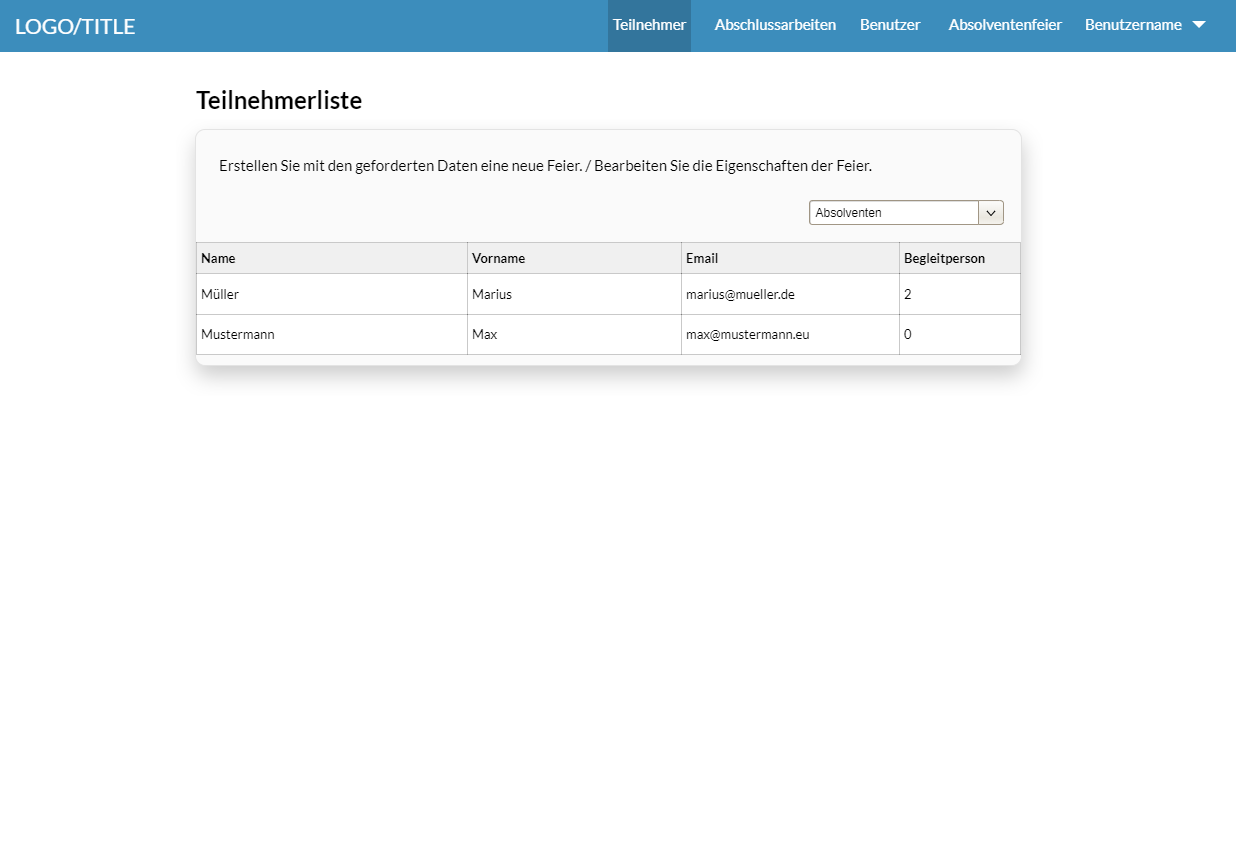 LOGO/TITLE Teilnehmer Abschlussarbeiten Benutzer Absolventenfeier Benutzername
Teilnehmerliste
Erstellen Sie mit den geforderten Daten eine neue Feier. / Bearbeiten Sie die Eigenschaften der Feier.
Absolventen
Name Vorname Email Begleitperson
Müller Marius marius@mueller.de 2
Mustermann Max max@mustermann.eu 0